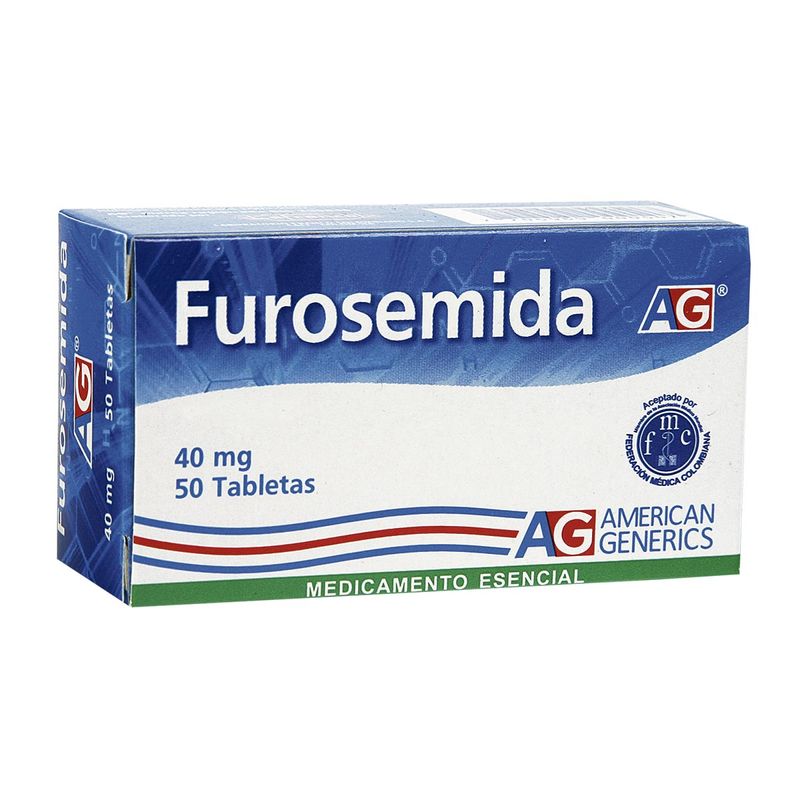 Furosemida
AG®
40 mg
50 Tabletas
Aceptado por
f m c
FEDERACIÓN MÉDICA COLOMBIANA
AG AMERICAN
GENERICS
MEDICAMENTO ESENCIAL
Furosemida
AG®
40 mg
50 Tabletas